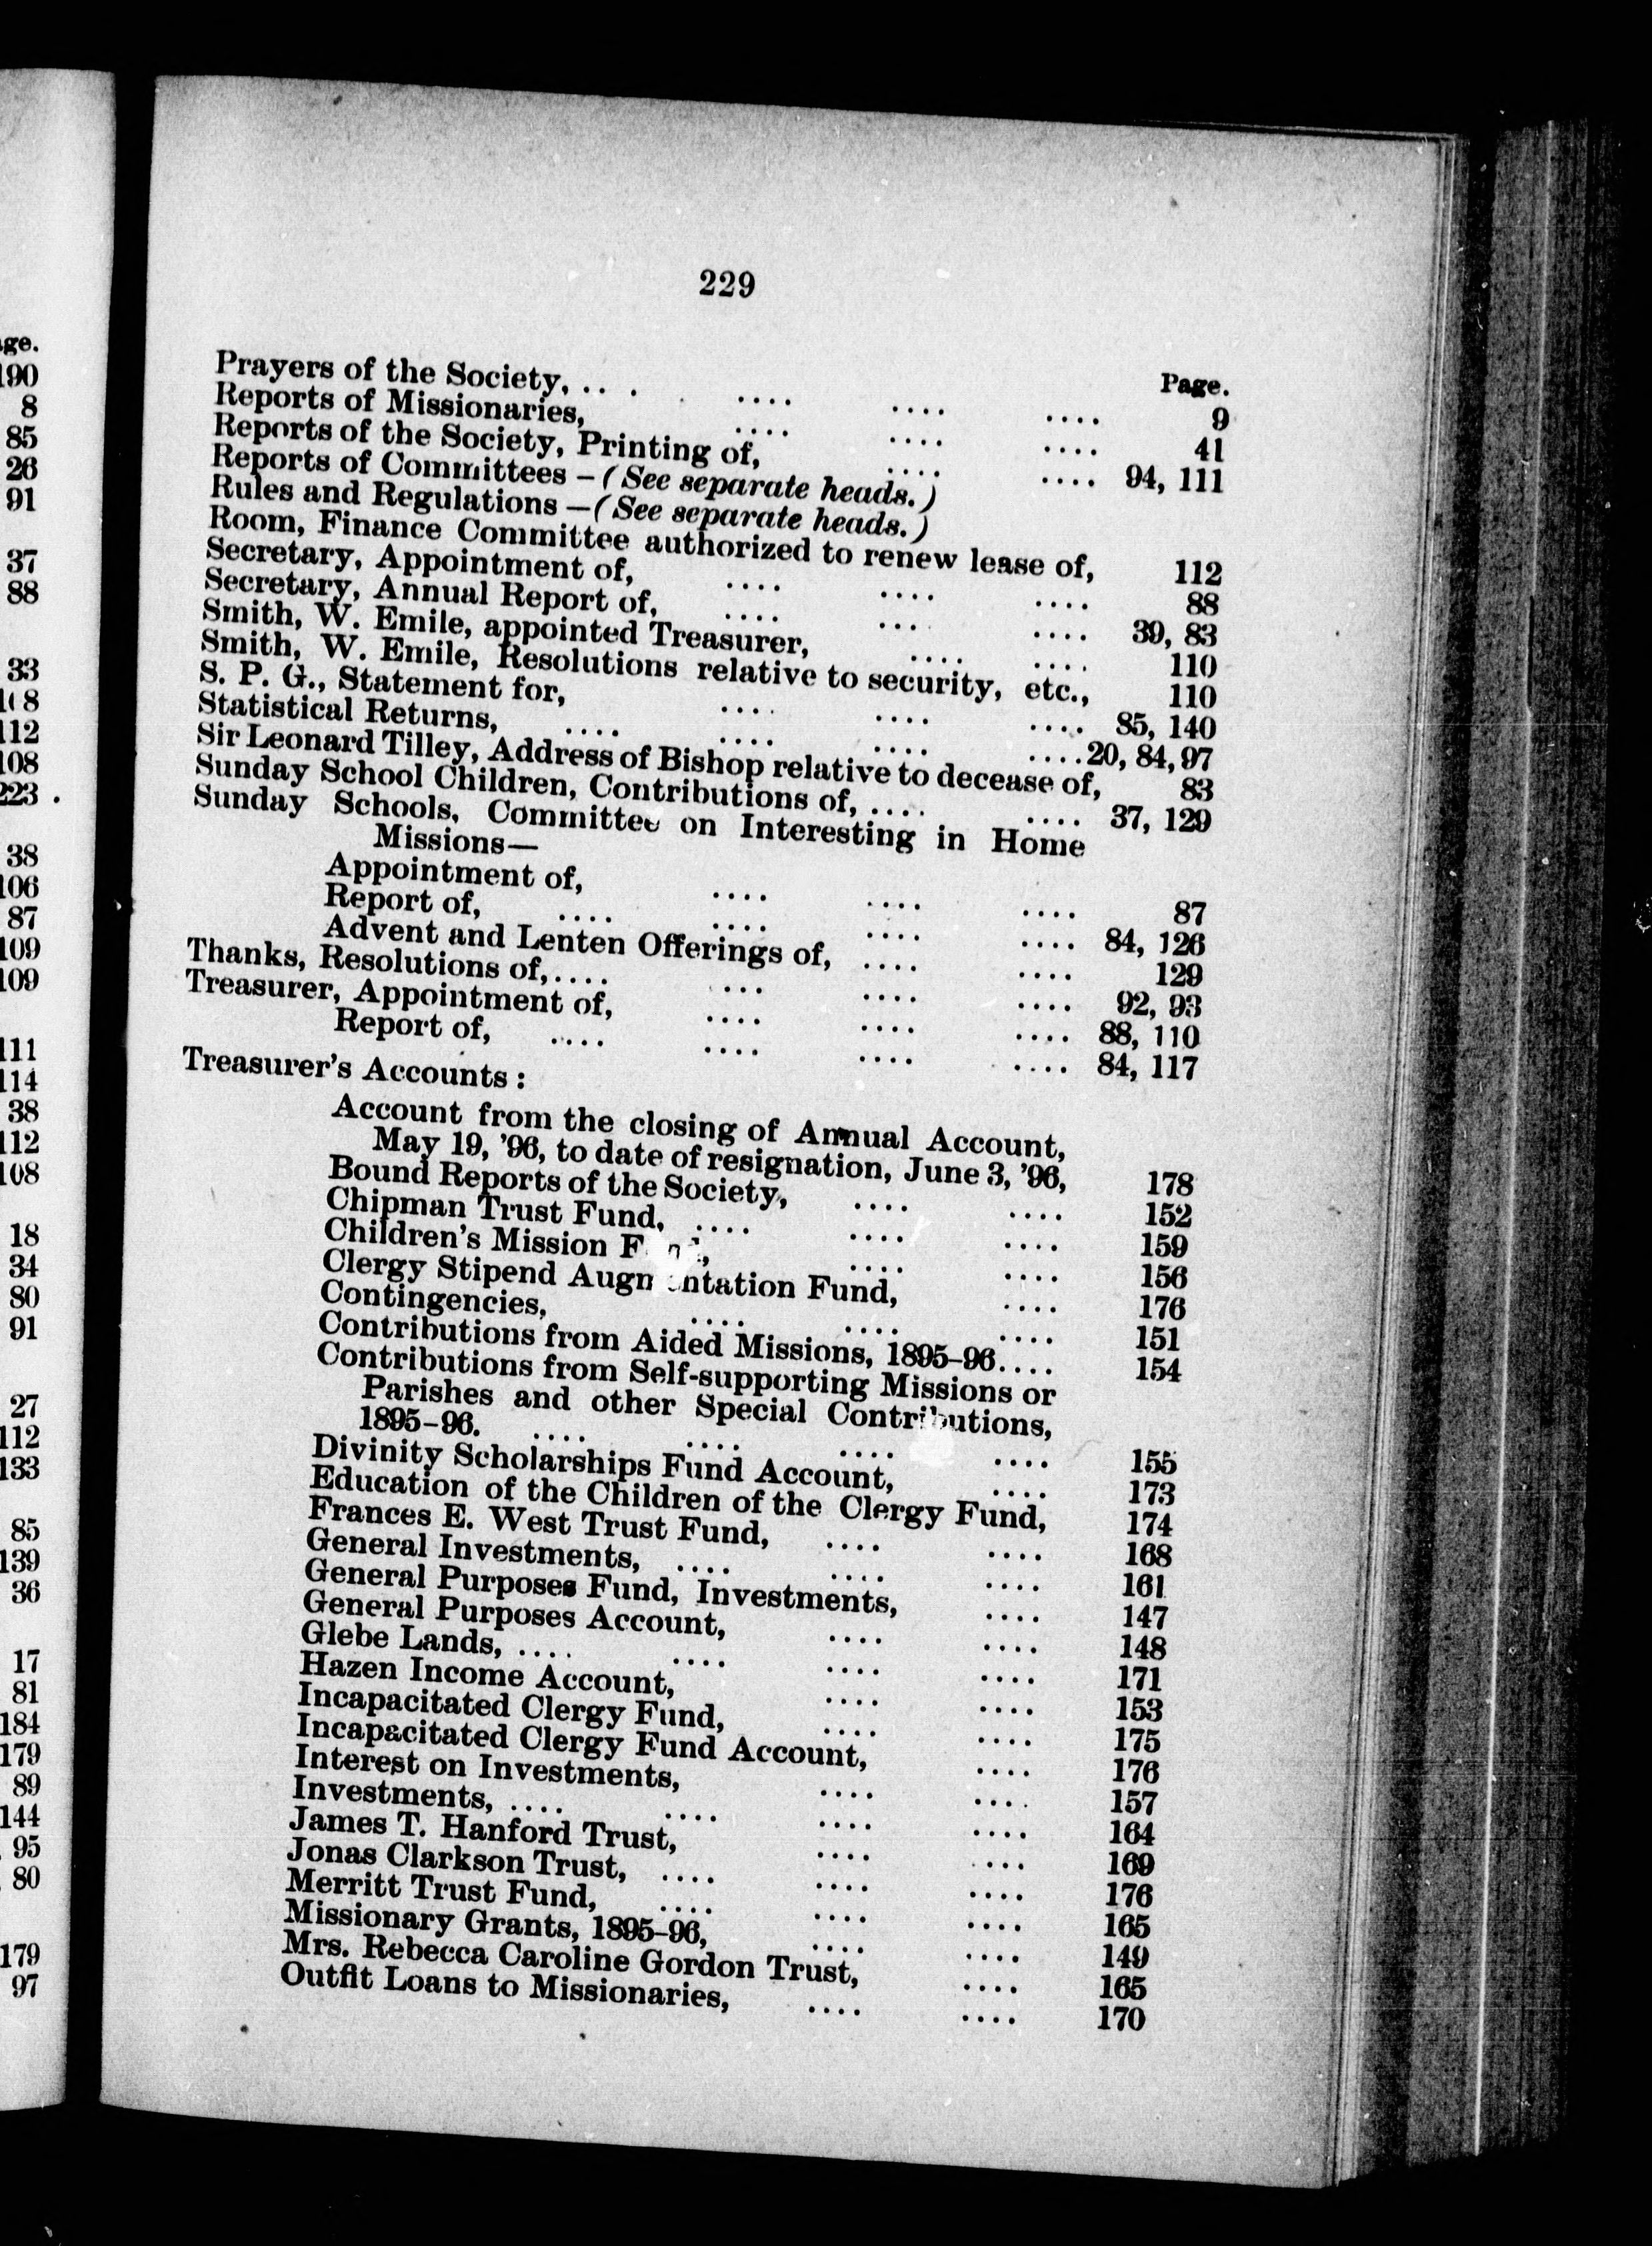 229
Page.
Prayers of the Society, .... .... .... .... 9
Reports of Missionaries, .... .... .... 41
Reports of the Society, Printing of, .... .... 94, 111
Reports of Committees – (See separate heads.)
Rules and Regulations – (See separate heads.)
Room, Finance Committee authorized to renew lease of, 112
Secretary, Appointment of, .... .... .... 88
Secretary, Annual Report of, .... .... .... 39, 83
Smith, W. Emile, appointed Treasurer, .... .... 110
Smith, W. Emile, Resolutions relative to security, etc., 110
S. P. G., Statement for, .... .... .... 85, 140
Statistical Returns, .... .... .... .... 20, 84, 97
Sir Leonard Tilley, Address of Bishop relative to decease of, 83
Sunday School Children, Contributions of, .... .... 37, 129
Sunday Schools, Committee on Interesting in Home
Missions—
Appointment of, .... .... .... 87
Report of, .... .... .... .... 84, 126
Advent and Lenten Offerings of, .... .... 129
Thanks, Resolutions of, .... ... .... .... 92, 93
Treasurer, Appointment of, .... .... .... 88, 110
Report of, .... .... .... .... 84, 117
Treasurer's Accounts:
Account from the closing of Annual Account,
May 19, '96, to date of resignation, June 3, '96, 178
Bound Reports of the Society, .... .... 152
Chipman Trust Fund, .... .... .... 159
Children's Mission Fund, .... .... 156
Clergy Stipend Augmentation Fund, .... 176
Contingencies, .... .... .... 151
Contributions from Aided Missions, 1895–96.... 154
Contributions from Self-supporting Missions or
Parishes and other Special Contributions,
1895–96. .... .... .... .... 155
Divinity Scholarships Fund Account, .... 173
Education of the Children of the Clergy Fund, 174
Frances E. West Trust Fund, .... .... 168
General Investments, .... .... .... 161
General Purposes Fund, Investments, .... 147
General Purposes Account, .... .... 148
Glebe Lands, .... .... .... .... 171
Hazen Income Account, .... .... 153
Incapacitated Clergy Fund, .... .... 175
Incapacitated Clergy Fund Account, .... 176
Interest on Investments, .... .... 157
Investments, .... .... .... .... 164
James T. Hanford Trust, .... ... 169
Jonas Clarkson Trust, .... .... .... 176
Merritt Trust Fund, .... .... .... 165
Missionary Grants, 1895–96, .... .... 149
Mrs. Rebecca Caroline Gordon Trust, .... 165
Outfit Loans to Missionaries, .... .... 170